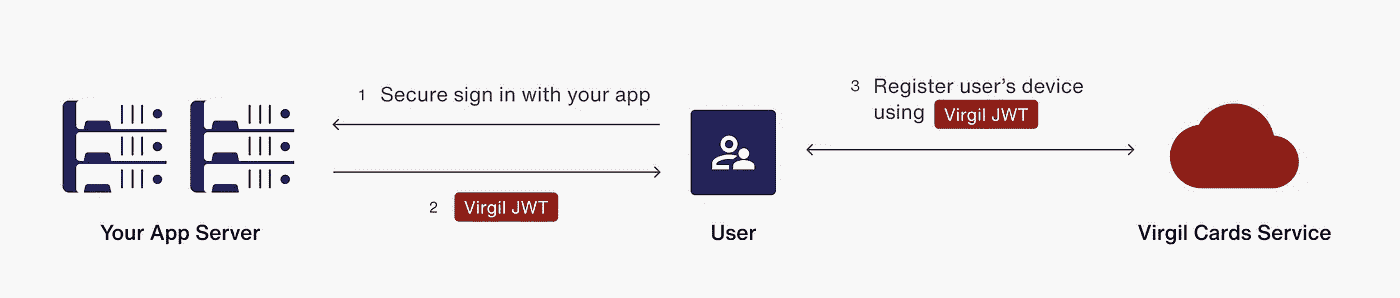 1 Secure sign in with your app
2 Virgil JWT
3 Register user's device
using Virgil JWT
Your App Server
User
Virgil Cards Service